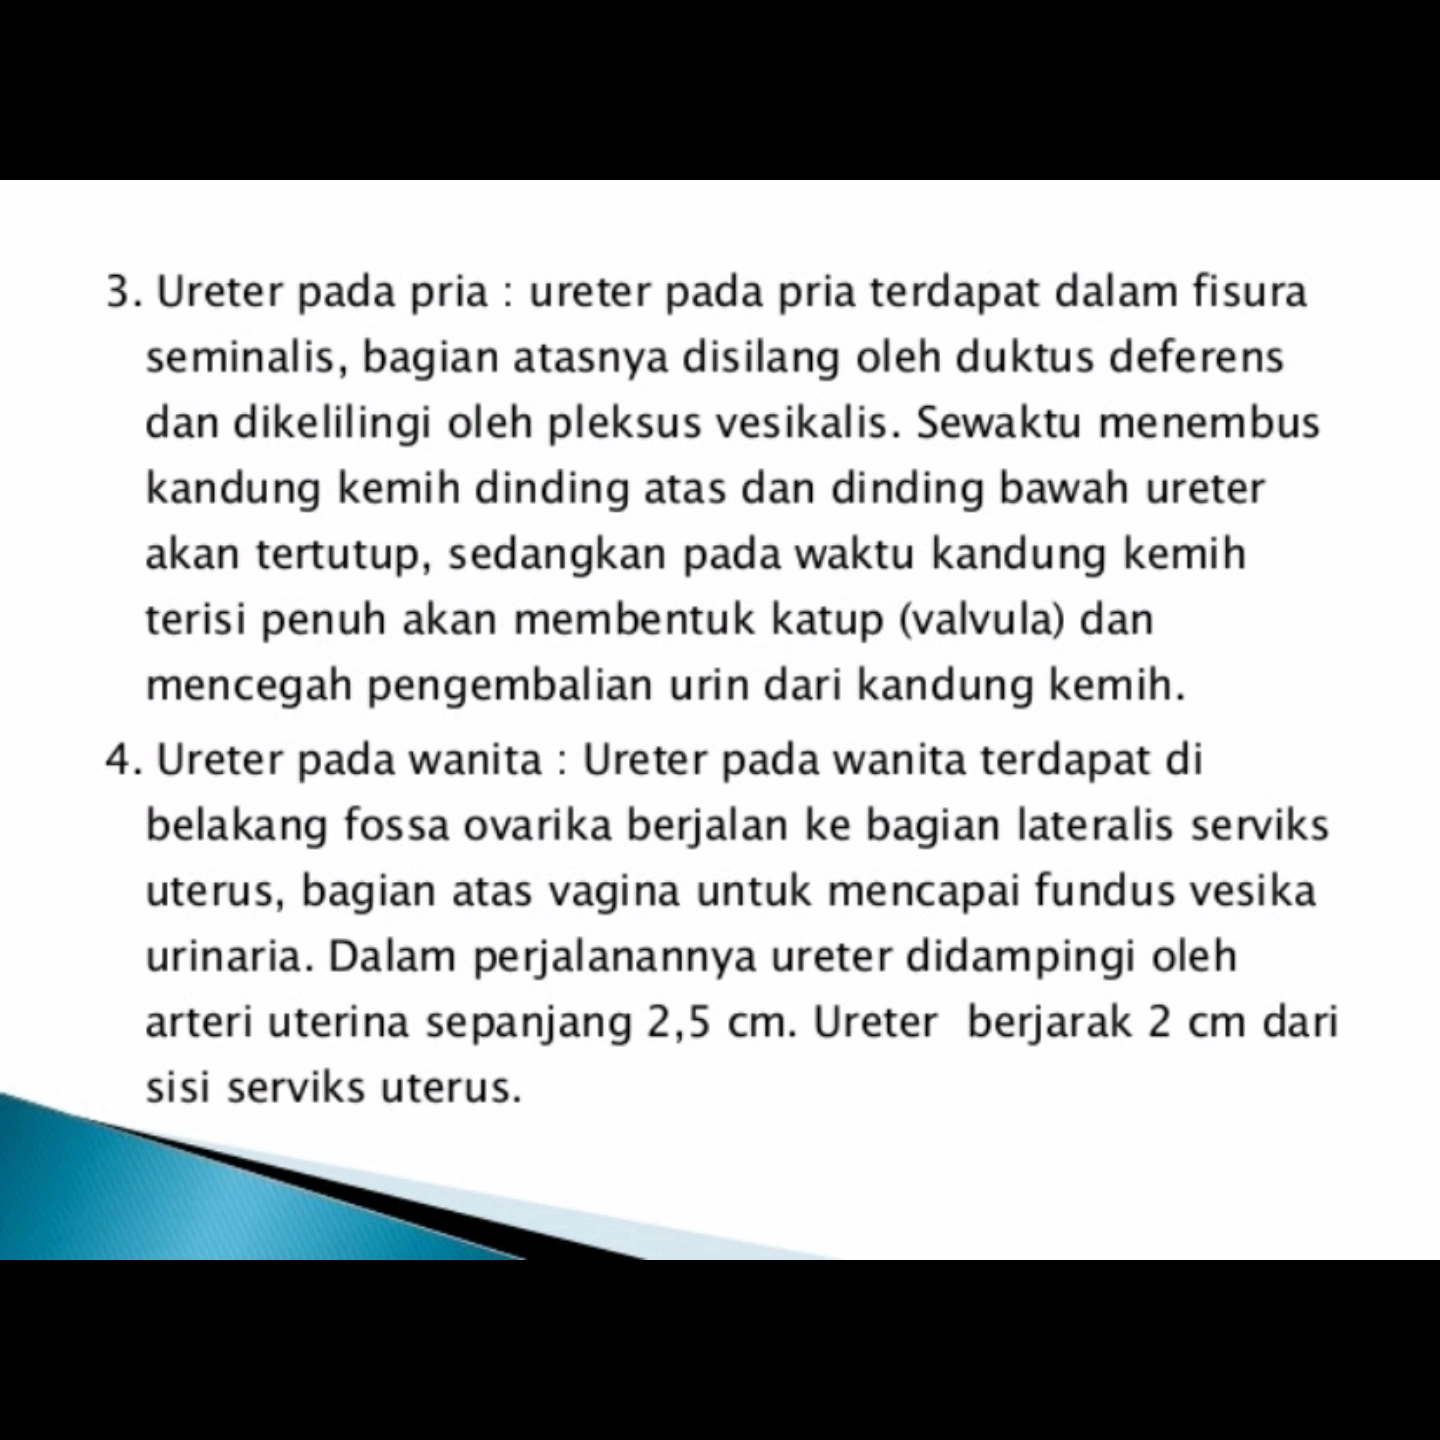 3. Ureter pada pria : ureter pada pria terdapat dalam fisura
seminalis, bagian atasnya disilang oleh duktus deferens
dan dikelilingi oleh pleksus vesikalis. Sewaktu menembus
kandung kemih dinding atas dan dinding bawah ureter
akan tertutup, sedangkan pada waktu kandung kemih
terisi penuh akan membentuk katup (valvula) dan
mencegah pengembalian urin dari kandung kemih.
4. Ureter pada wanita : Ureter pada wanita terdapat di
belakang fossa ovarika berjalan ke bagian lateralis serviks
uterus, bagian atas vagina untuk mencapai fundus vesika
urinaria. Dalam perjalanannya ureter didampingi oleh
arteri uterina sepanjang 2,5 cm. Ureter  berjarak 2 cm dari
sisi serviks uterus.